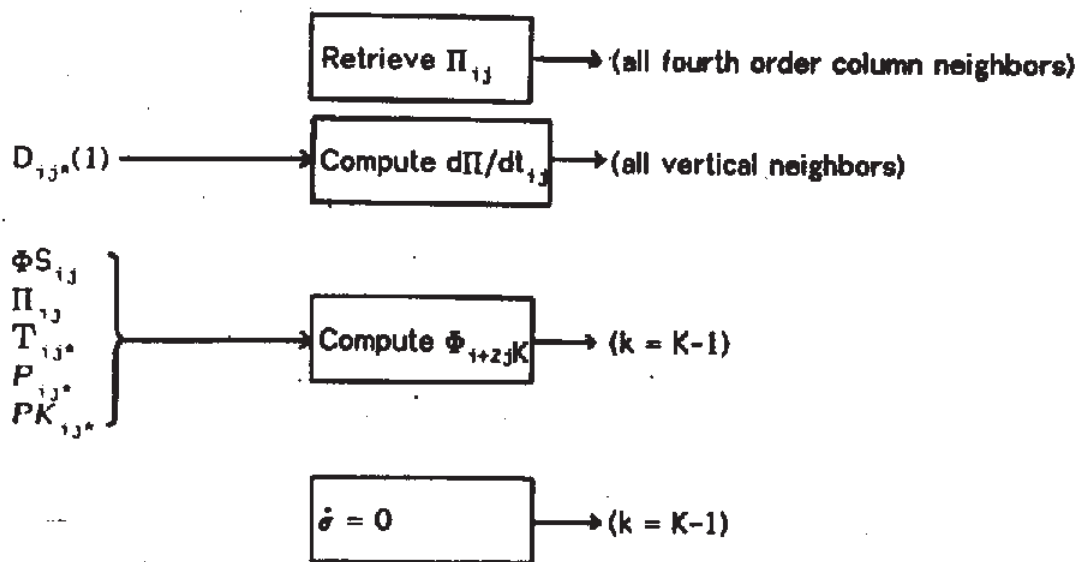 Retrieve Π_ij (all fourth order column neighbors)
D_ij*(1) Compute dΠ/dt_ij (all vertical neighbors)
ΦS_ij
Π_ij
T_ij*
P_ij*
PK_ij*
Compute Φ_i+2jK (k = K-1)
σ̇ = 0 (k = K-1)